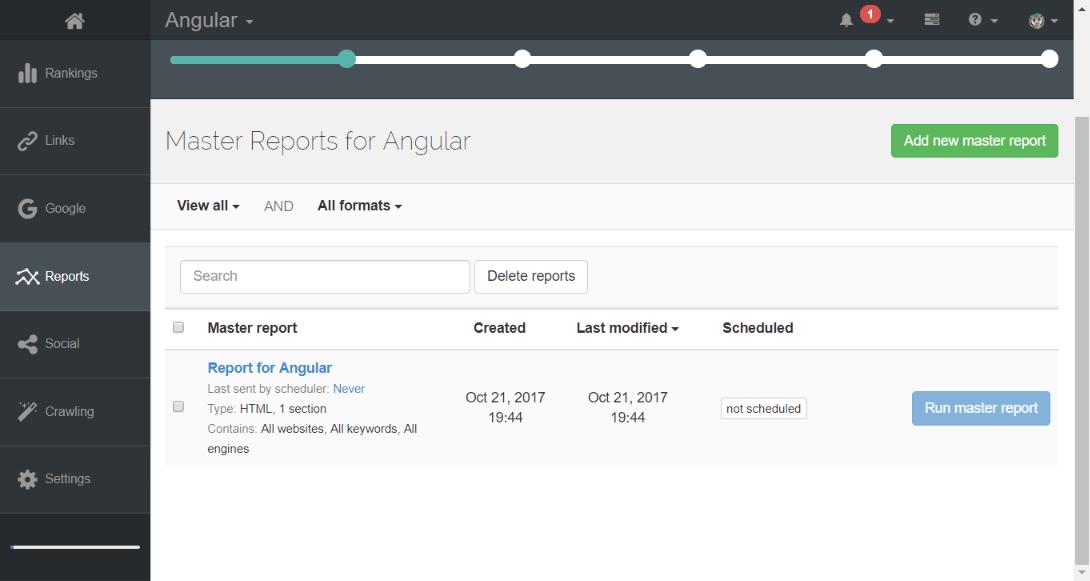 Angular
1
Rankings
Links
Google
Reports
Social
Crawling
Settings
Master Reports for Angular
Add new master report
View all AND All formats
Search Delete reports
Master report Created Last modified Scheduled
Report for Angular
Last sent by scheduler: Never
Type: HTML, 1 section
Contains: All websites, All keywords, All
engines
Oct 21, 2017
19:44
Oct 21, 2017
19:44
not scheduled
Run master report